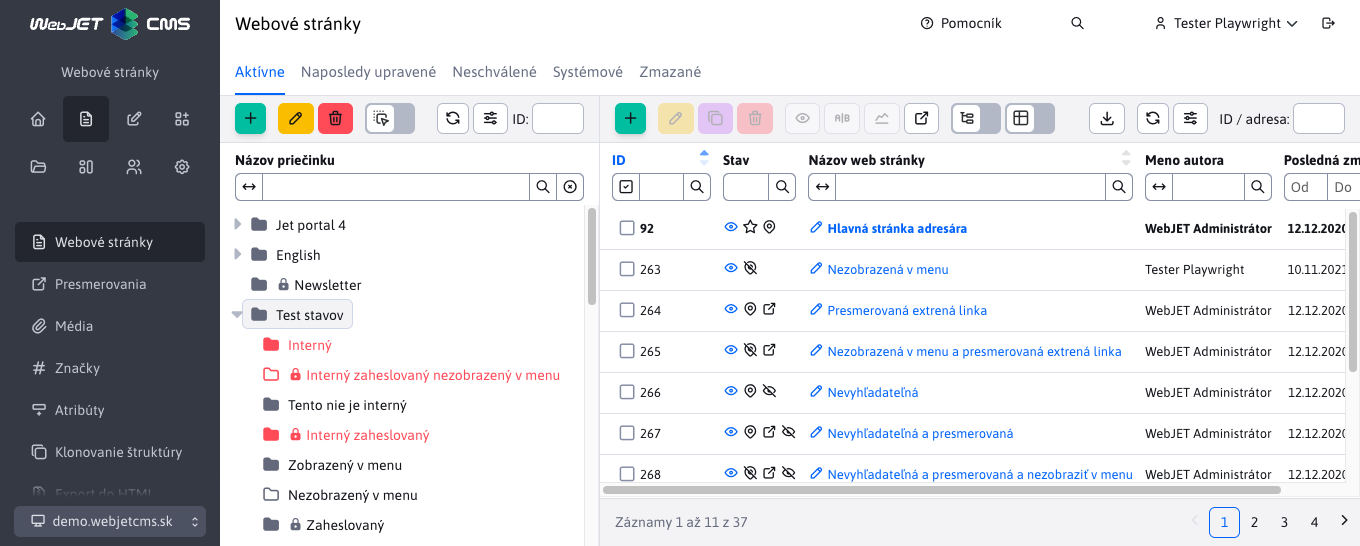 WebJET CMS
Webové stránky
Pomocník
Tester Playwright
Webové stránky
Aktívne
Naposledy upravené
Neschválené
Systémové
Zmazané
ID:
ID / adresa:
Názov priečinku
ID
Stav
Názov web stránky
Meno autora
Posledná zm
Od
Do
Webové stránky
Presmerovania
Média
Značky
Atribúty
Klonovanie štruktúry
Export do HTML
demo.webjetcms.sk
Jet portal 4
English
Newsletter
Test stavov
Interný
Interný zaheslovaný nezobrazený v menu
Tento nie je interný
Interný zaheslovaný
Zobrazený v menu
Nezobrazený v menu
Zaheslovaný
92 Hlavná stránka adresára WebJET Administrátor 12.12.2020
263 Nezobrazená v menu Tester Playwright 10.11.2021
264 Presmerovaná extrená linka WebJET Administrátor 12.12.2020
265 Nezobrazená v menu a presmerovaná extrená linka WebJET Administrátor 12.12.2020
266 Nevyhľadateľná WebJET Administrátor 12.12.2020
267 Nevyhľadateľná a presmerovaná WebJET Administrátor 12.12.2020
268 Nevyhľadateľná a presmerovaná a nezobraziť v menu WebJET Administrátor 12.12.2020
Záznamy 1 až 11 z 37
1 2 3 4